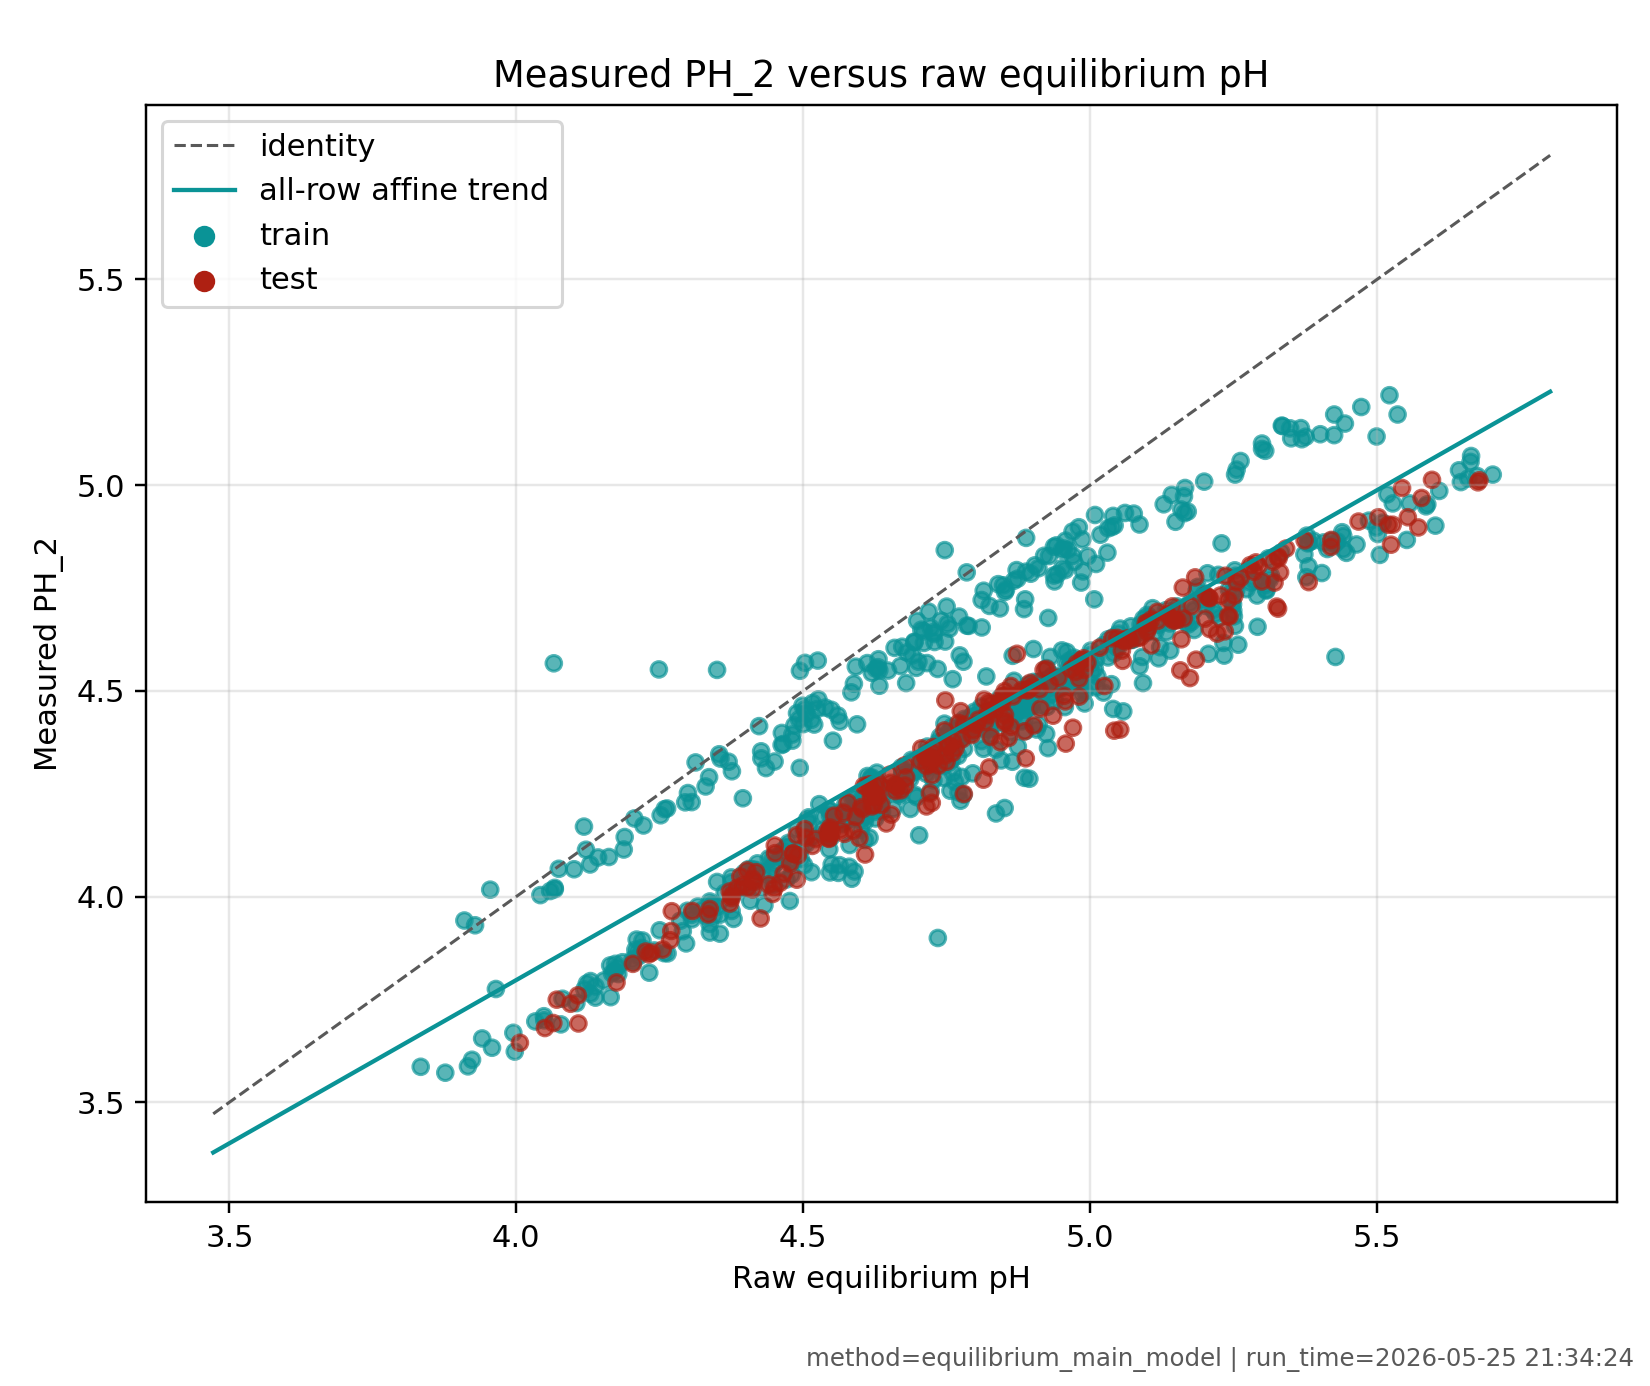 Measured PH_2 versus raw equilibrium pH
identity
all-row affine trend
train
test
5.5
5.0
4.5
4.0
3.5
Measured PH_2
3.5
4.0
4.5
5.0
5.5
Raw equilibrium pH
method=equilibrium_main_model | run_time=2026-05-25 21:34:24